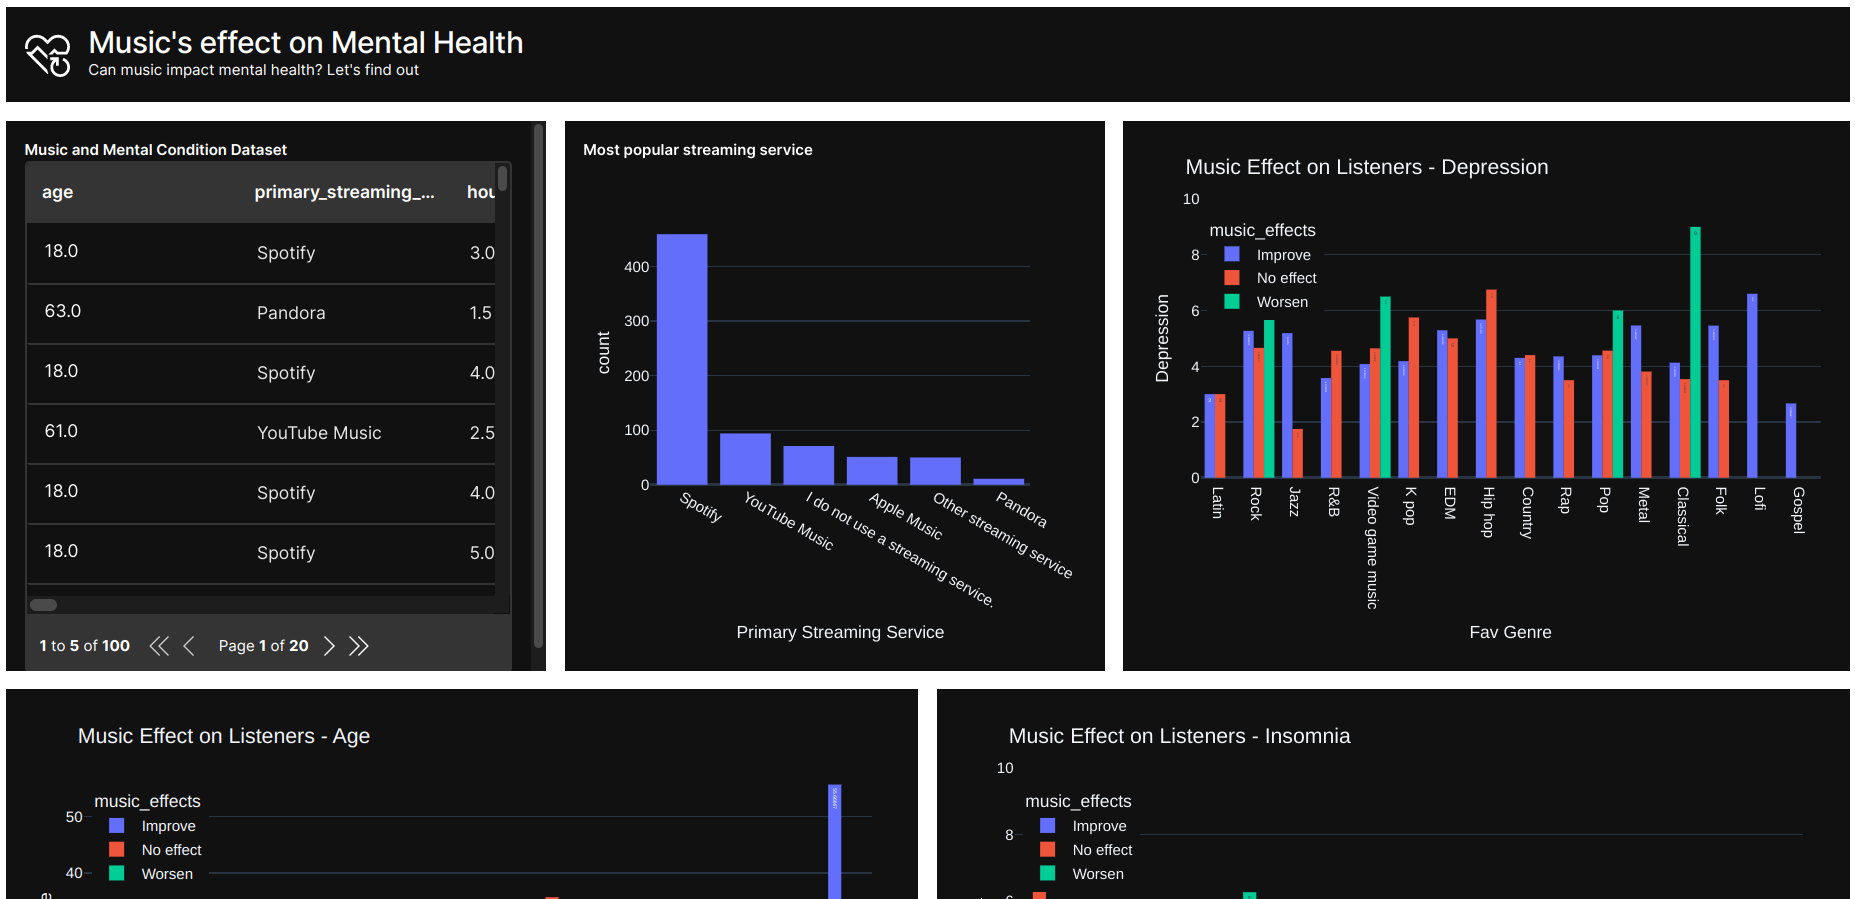 Music's effect on Mental Health
Can music impact mental health? Let's find out
Music and Mental Condition Dataset
age primary_streaming_... hou
18.0 Spotify 3.0
63.0 Pandora 1.5
18.0 Spotify 4.0
61.0 YouTube Music 2.5
18.0 Spotify 4.0
18.0 Spotify 5.0
1 to 5 of 100 Page 1 of 20
Most popular streaming service
400
300
200
100
0
count
Spotify
YouTube Music
I do not use a streaming service.
Apple Music
Other streaming service
Pandora
Primary Streaming Service
Music Effect on Listeners - Depression
10
8
6
4
2
0
Depression
music_effects
Improve
No effect
Worsen
Latin
Rock
Jazz
R&B
Video game music
K pop
EDM
Hip hop
Country
Rap
Pop
Metal
Classical
Folk
Lofi
Gospel
Fav Genre
Music Effect on Listeners - Age
50
40
music_effects
Improve
No effect
Worsen
Music Effect on Listeners - Insomnia
10
8
6
music_effects
Improve
No effect
Worsen